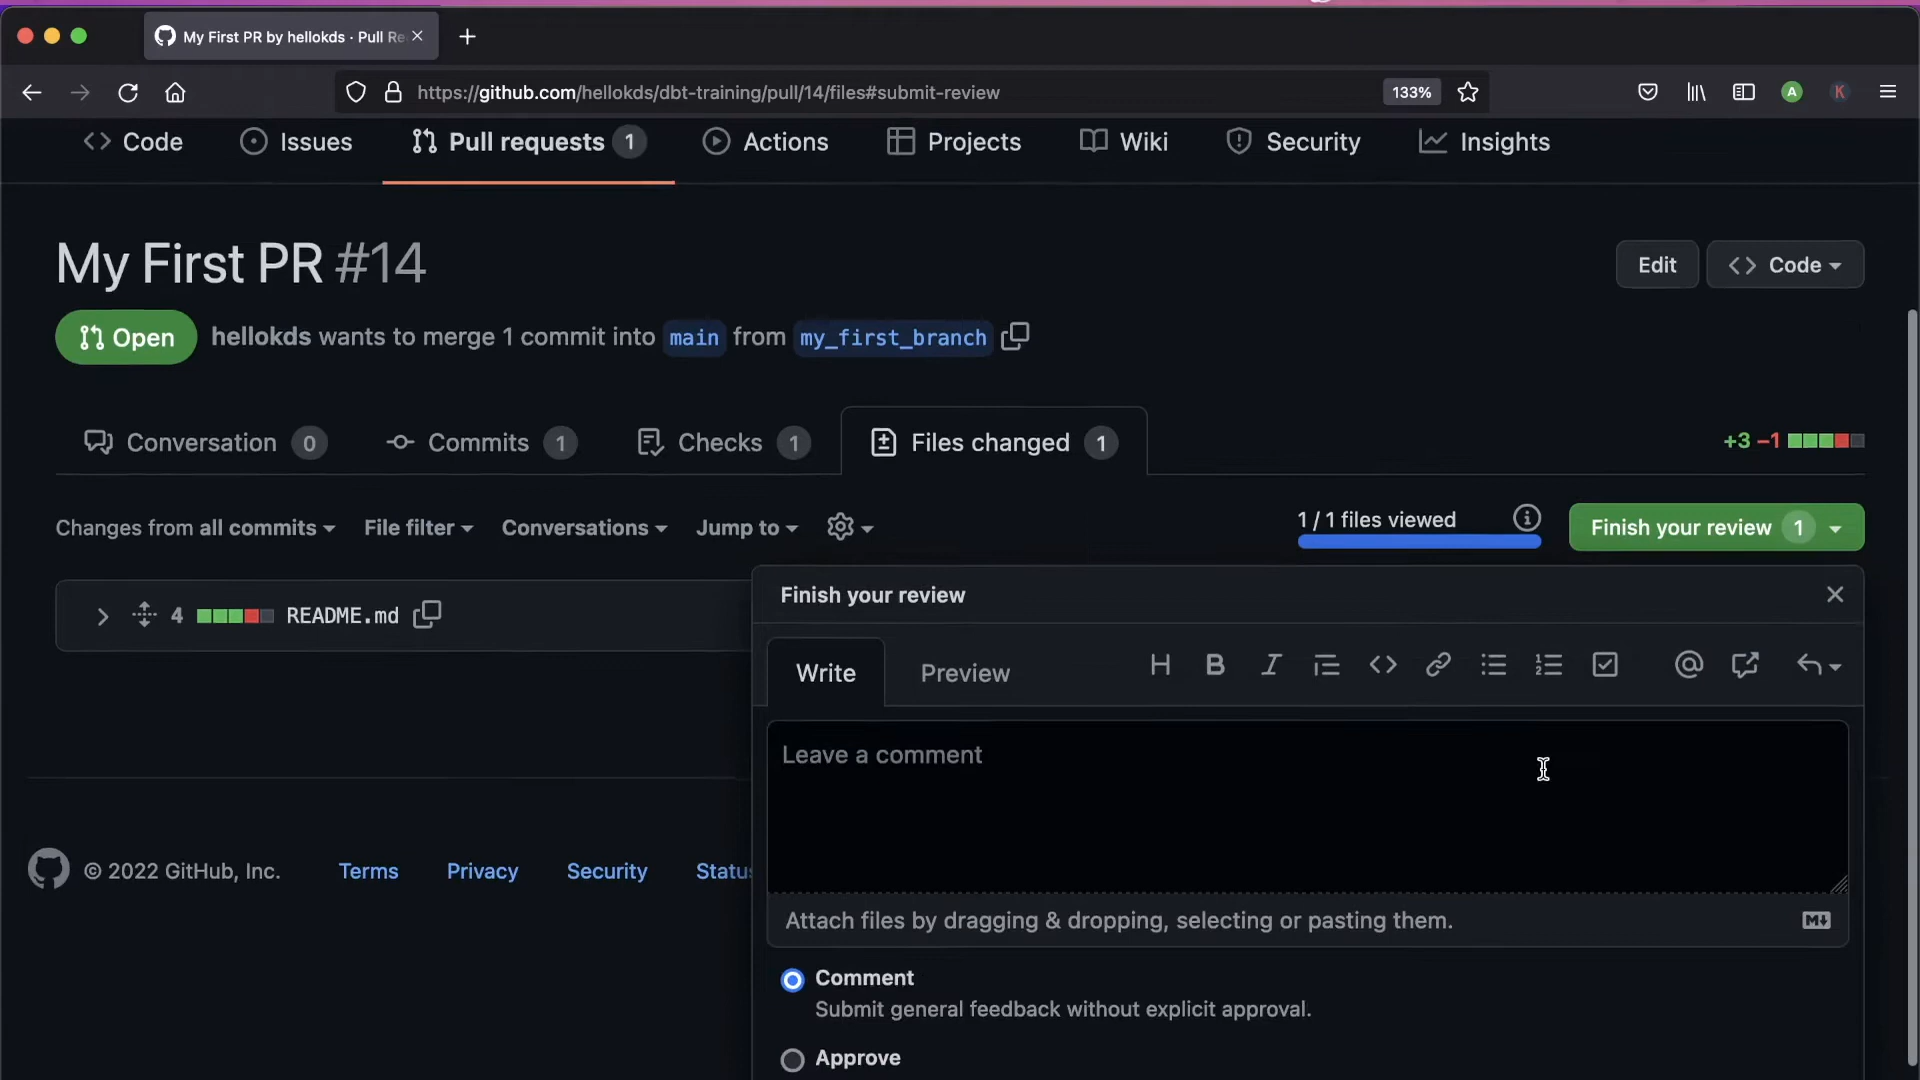 My First PR by hellokds · Pull Re
https://github.com/hellokds/dbt-training/pull/14/files#submit-review
133%
A
K
Code
Issues
Pull requests 1
Actions
Projects
Wiki
Security
Insights
My First PR #14
Edit
Code
Open
hellokds wants to merge 1 commit into main from my_first_branch
Conversation 0
Commits 1
Checks 1
Files changed 1
+3 −1
Changes from all commits
File filter
Conversations
Jump to
1 / 1 files viewed
Finish your review 1
4 README.md
Finish your review
Write
Preview
Leave a comment
Attach files by dragging & dropping, selecting or pasting them.
Comment
Submit general feedback without explicit approval.
Approve
© 2022 GitHub, Inc.
Terms
Privacy
Security
Status